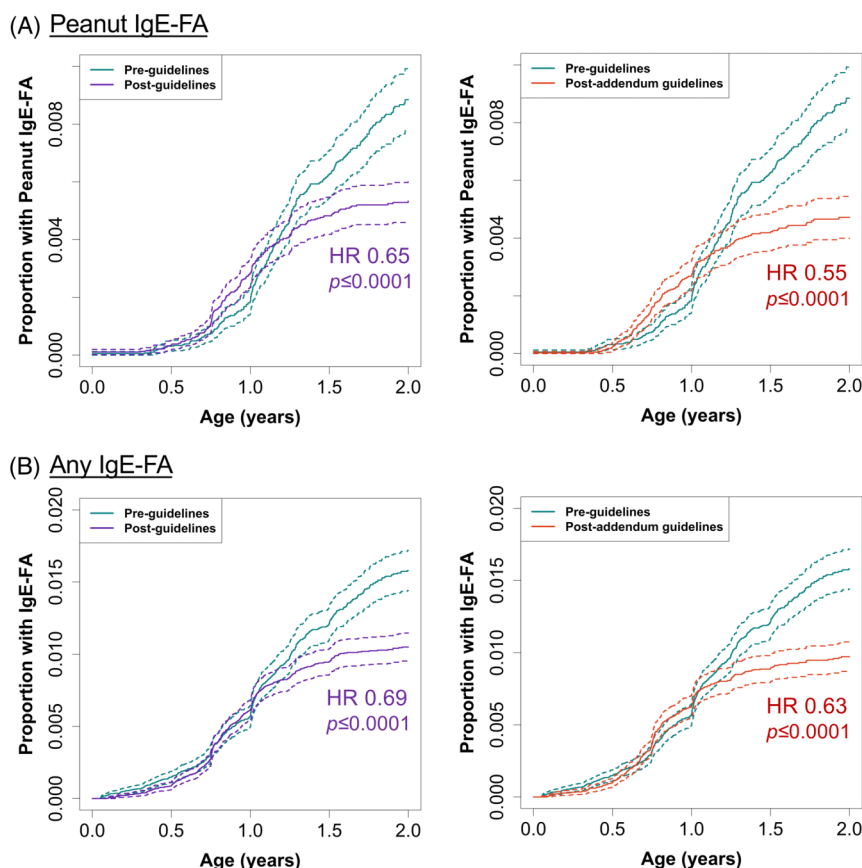 (A) Peanut IgE-FA
Pre-guidelines
Post-guidelines
Proportion with Peanut IgE-FA
0.000
0.004
0.008
HR 0.65
p≤0.0001
0.0 0.5 1.0 1.5 2.0
Age (years)
Pre-guidelines
Post-addendum guidelines
Proportion with Peanut IgE-FA
0.000
0.004
0.008
HR 0.55
p≤0.0001
0.0 0.5 1.0 1.5 2.0
Age (years)
(B) Any IgE-FA
Pre-guidelines
Post-guidelines
Proportion with IgE-FA
0.000
0.005
0.010
0.015
0.020
HR 0.69
p≤0.0001
0.0 0.5 1.0 1.5 2.0
Age (years)
Pre-guidelines
Post-addendum guidelines
Proportion with IgE-FA
0.000
0.005
0.010
0.015
0.020
HR 0.63
p≤0.0001
0.0 0.5 1.0 1.5 2.0
Age (years)